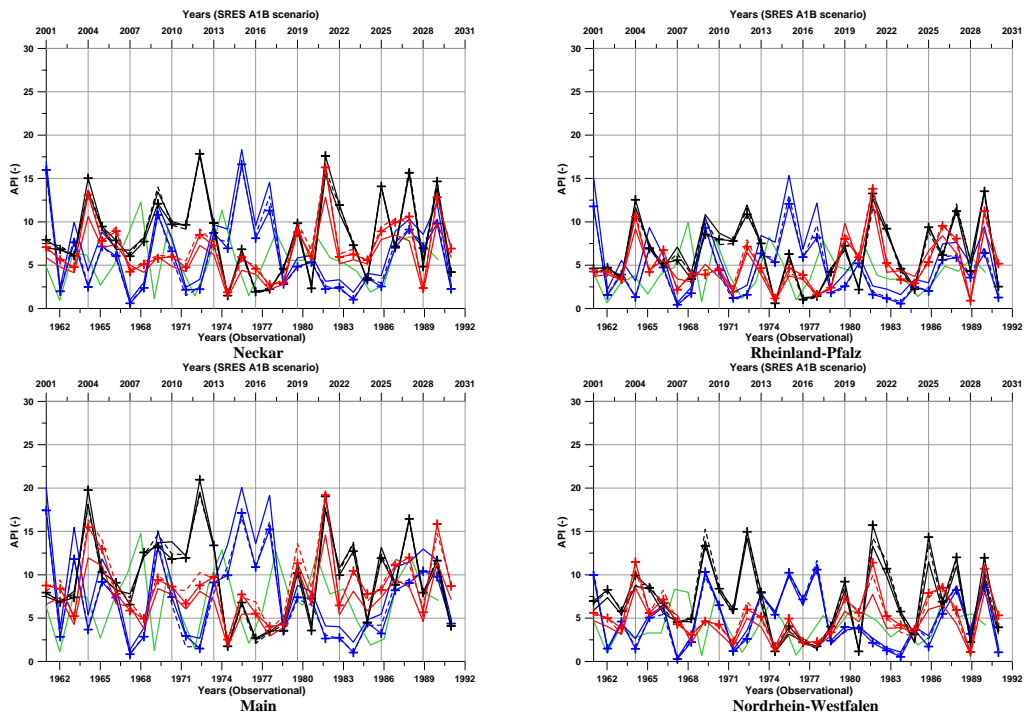 Years (SRES A1B scenario)
2001 2004 2007 2010 2013 2016 2019 2022 2025 2028 2031
30
25
20
15
10
5
0
API (-)
1962 1965 1968 1971 1974 1977 1980 1983 1986 1989 1992
Years (Observational)
Neckar
Years (SRES A1B scenario)
2001 2004 2007 2010 2013 2016 2019 2022 2025 2028 2031
30
25
20
15
10
5
0
API (-)
1962 1965 1968 1971 1974 1977 1980 1983 1986 1989 1992
Years (Observational)
Rheinland-Pfalz
Years (SRES A1B scenario)
2001 2004 2007 2010 2013 2016 2019 2022 2025 2028 2031
30
25
20
15
10
5
0
API (-)
1962 1965 1968 1971 1974 1977 1980 1983 1986 1989 1992
Years (Observational)
Main
Years (SRES A1B scenario)
2001 2004 2007 2010 2013 2016 2019 2022 2025 2028 2031
30
25
20
15
10
5
0
API (-)
1962 1965 1968 1971 1974 1977 1980 1983 1986 1989 1992
Years (Observational)
Nordrhein-Westfalen